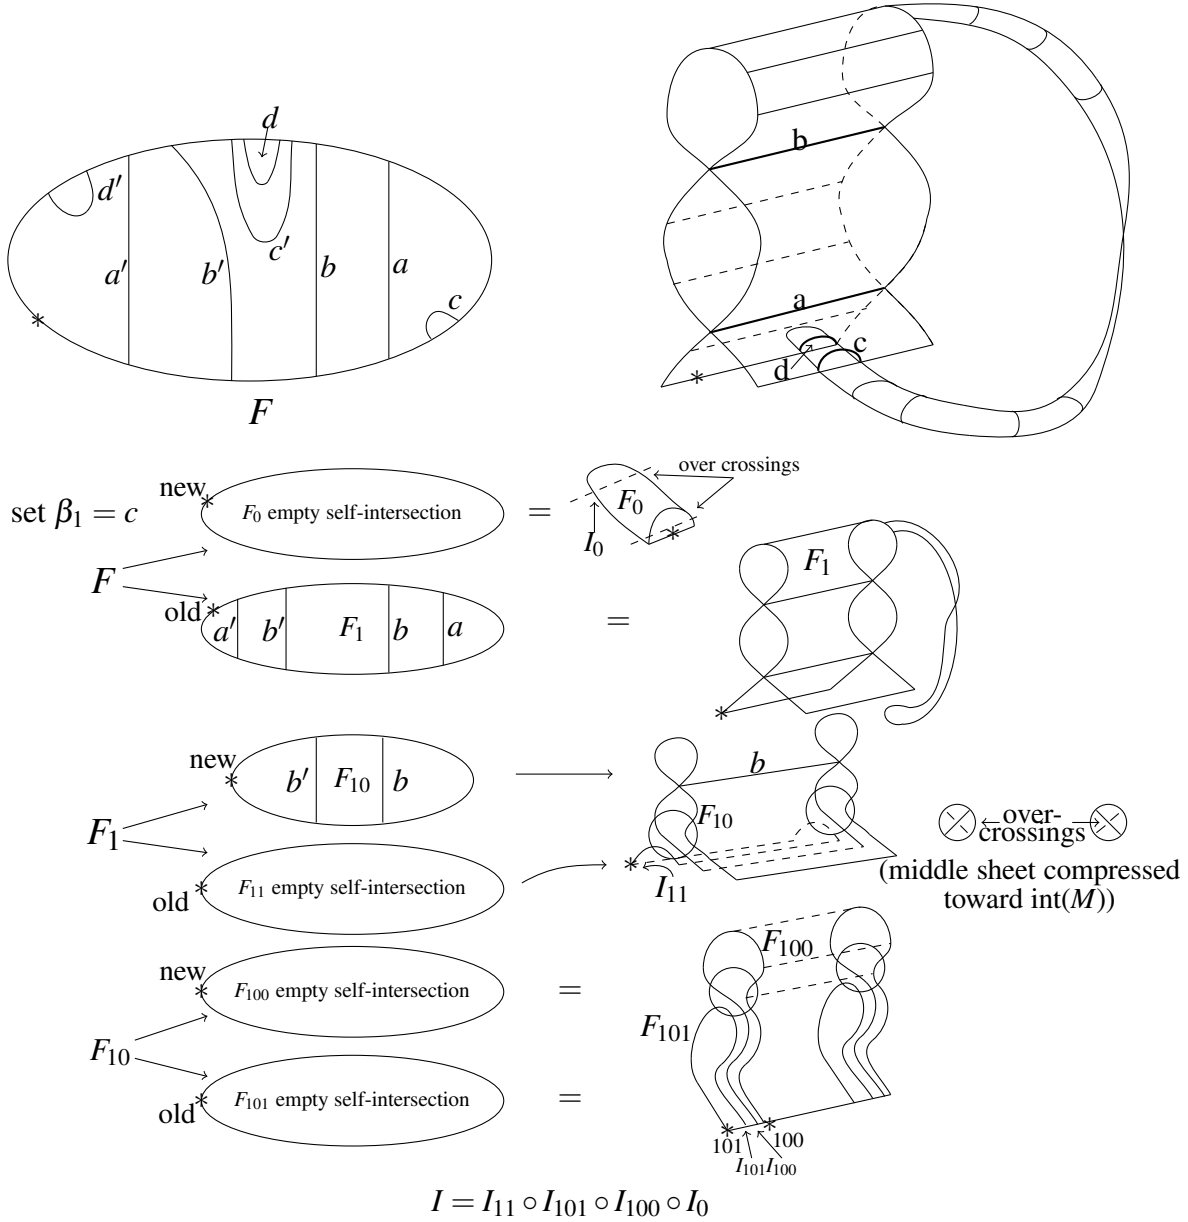 d
d′
c′
a′
b′
b
a
c
*
F
b
a
c
d
*
set β₁ = c
new
*
F₀ empty self-intersection
=
F₀
over crossings
I₀
*
F
old
*
a′
b′
F₁
b
a
=
F₁
*
new
*
b′
F₁₀
b
b
F₁₀
*
I₁₁
over-
crossings
(middle sheet compressed
toward int(M))
F₁
old
*
F₁₁ empty self-intersection
new
*
F₁₀₀ empty self-intersection
=
F₁₀₀
F₁₀₁
F₁₀
old
*
F₁₀₁ empty self-intersection
=
*
*
101
100
I₁₀₁
I₁₀₀
I = I₁₁ ∘ I₁₀₁ ∘ I₁₀₀ ∘ I₀